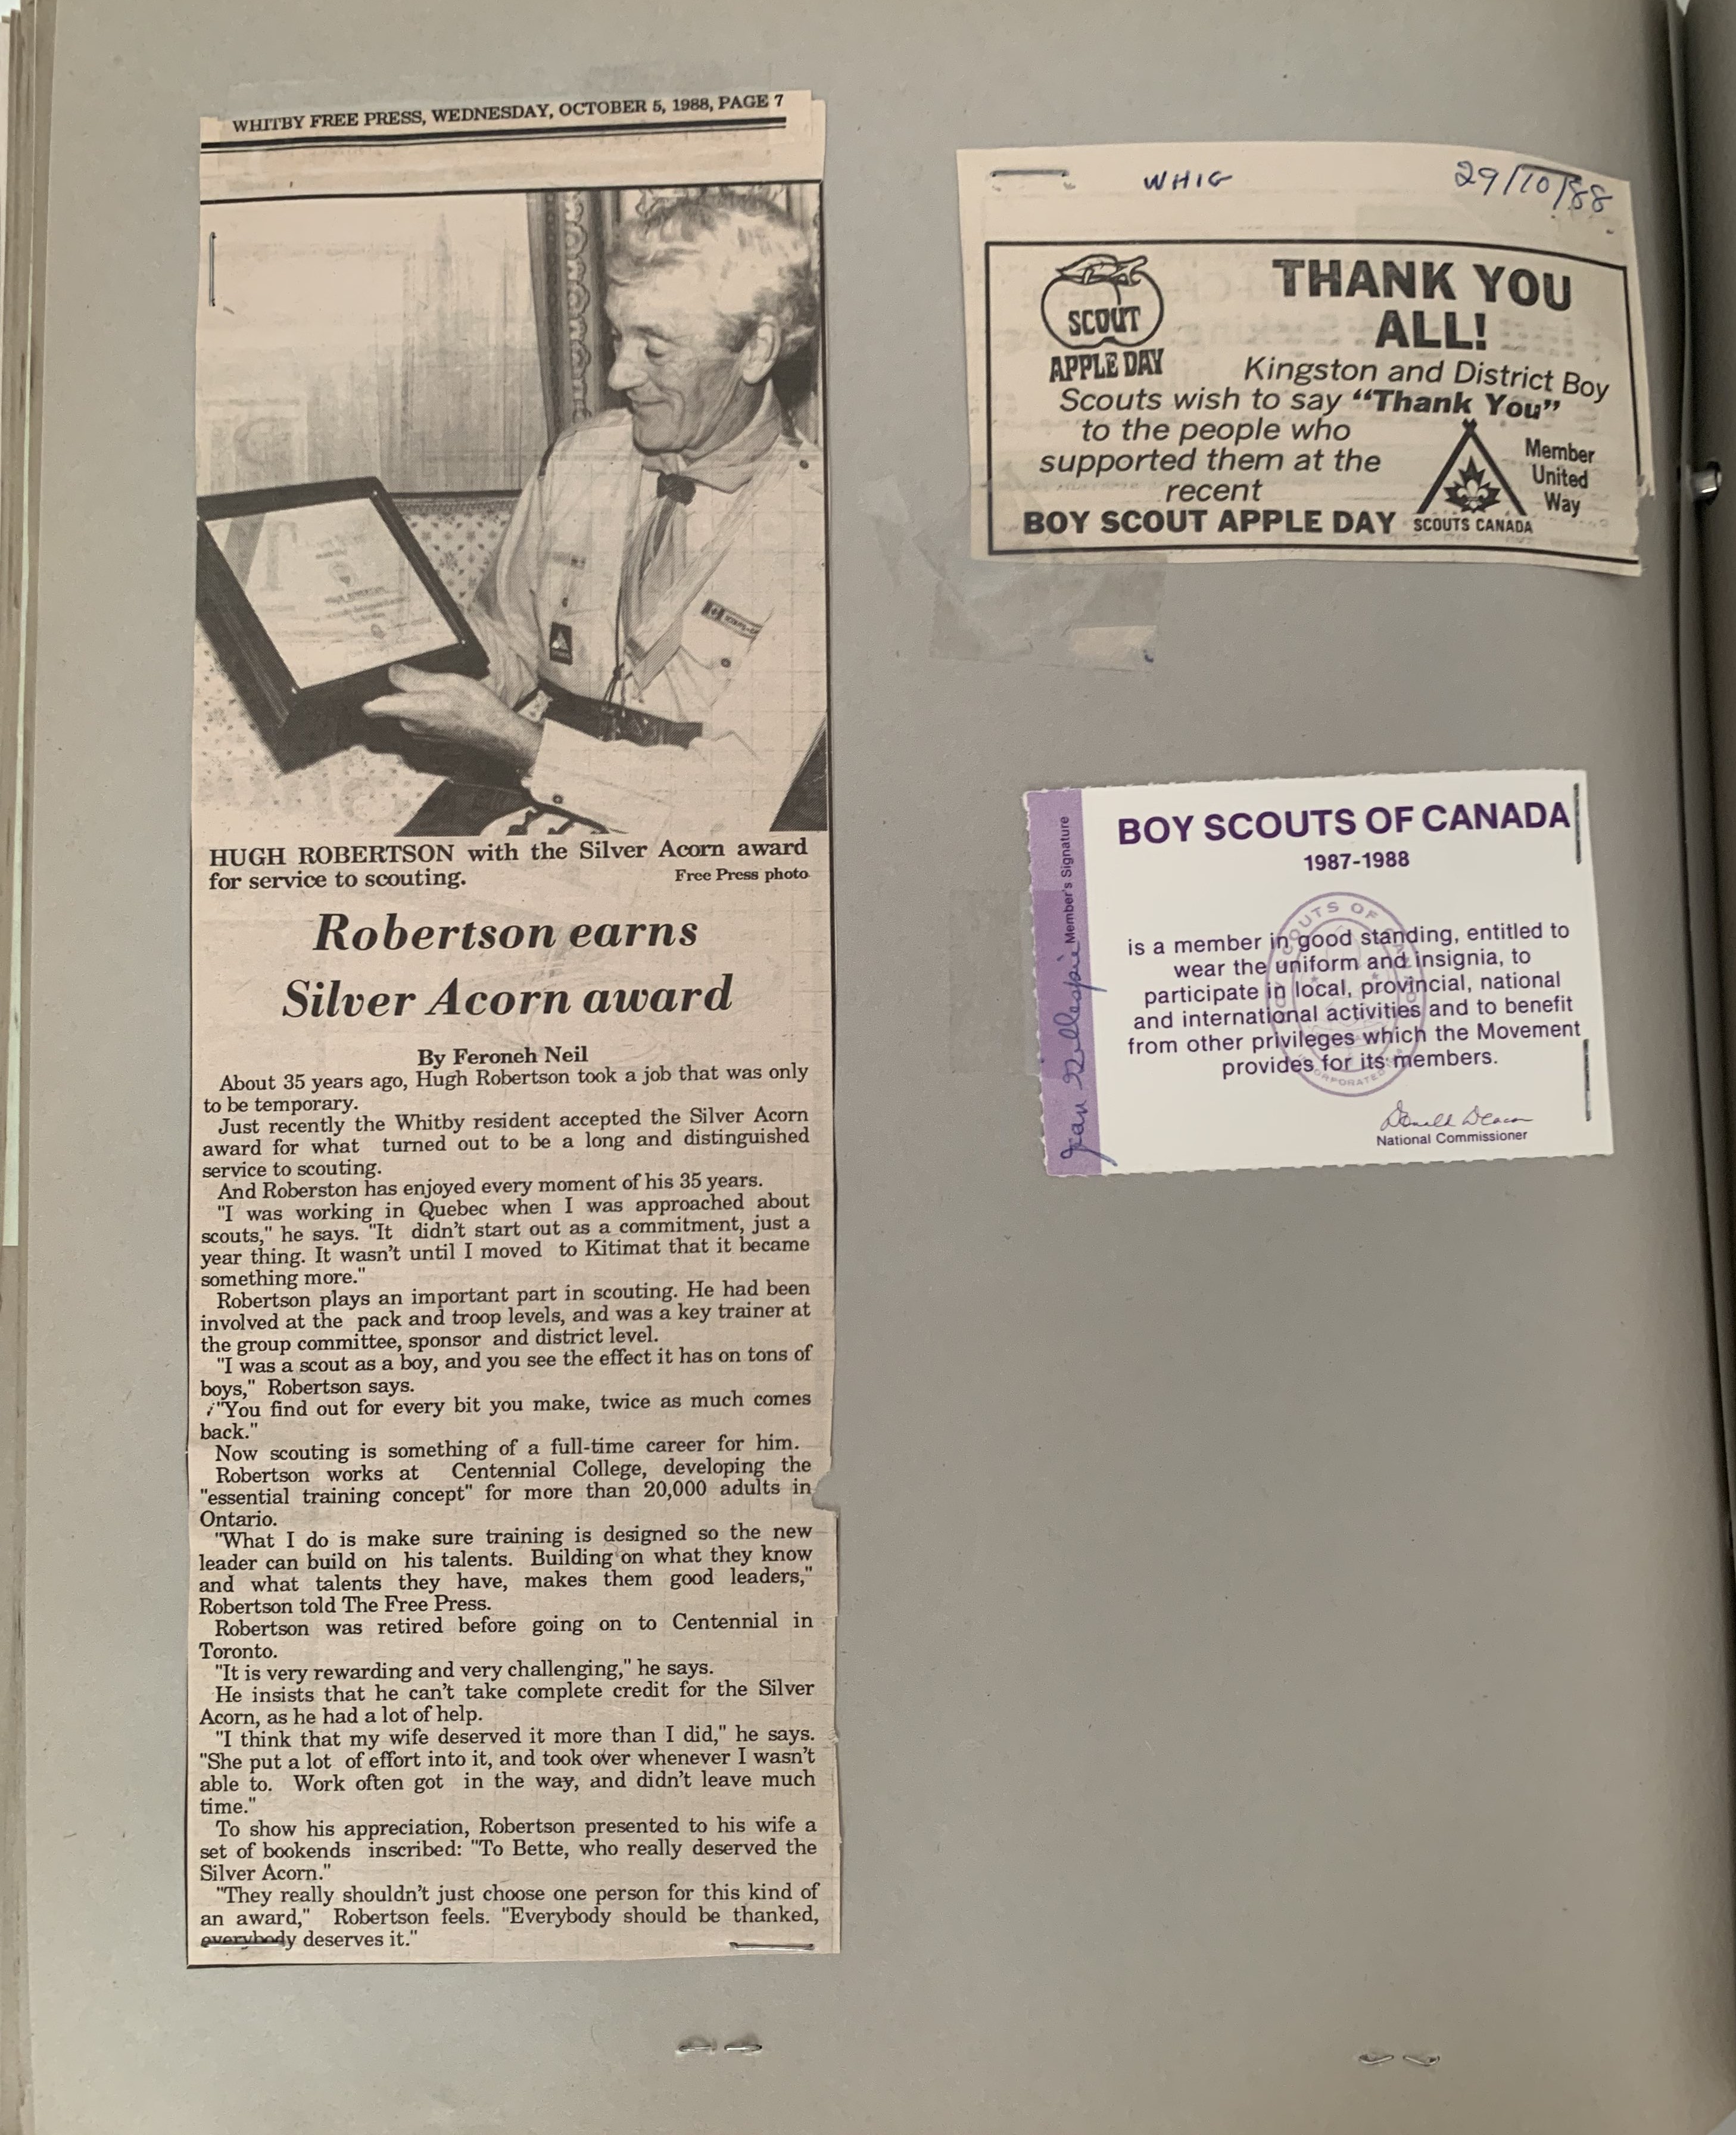 WHITBY FREE PRESS, WEDNESDAY, OCTOBER 5, 1988, PAGE 7
HUGH ROBERTSON with the Silver Acorn award
for service to scouting. Free Press photo
Robertson earns
Silver Acorn award
By Feroneh Neil
About 35 years ago, Hugh Robertson took a job that was only
to be temporary.
Just recently the Whitby resident accepted the Silver Acorn
award for what turned out to be a long and distinguished
service to scouting.
And Roberston has enjoyed every moment of his 35 years.
"I was working in Quebec when I was approached about
scouts," he says. "It didn't start out as a commitment, just a
year thing. It wasn't until I moved to Kitimat that it became
something more."
Robertson plays an important part in scouting. He had been
involved at the pack and troop levels, and was a key trainer at
the group committee, sponsor and district level.
"I was a scout as a boy, and you see the effect it has on tons of
boys," Robertson says.
"You find out for every bit you make, twice as much comes
back."
Now scouting is something of a full-time career for him.
Robertson works at Centennial College, developing the
"essential training concept" for more than 20,000 adults in
Ontario.
"What I do is make sure training is designed so the new
leader can build on his talents. Building on what they know
and what talents they have, makes them good leaders,"
Robertson told The Free Press.
Robertson was retired before going on to Centennial in
Toronto.
"It is very rewarding and very challenging," he says.
He insists that he can't take complete credit for the Silver
Acorn, as he had a lot of help.
"I think that my wife deserved it more than I did," he says.
"She put a lot of effort into it, and took over whenever I wasn't
able to. Work often got in the way, and didn't leave much
time."
To show his appreciation, Robertson presented to his wife a
set of bookends inscribed: "To Bette, who really deserved the
Silver Acorn."
"They really shouldn't just choose one person for this kind of
an award," Robertson feels. "Everybody should be thanked,
everybody deserves it."
WHIG 29/10/88
SCOUT
APPLE DAY
THANK YOU
ALL!
Kingston and District Boy
Scouts wish to say "Thank You"
to the people who
supported them at the
recent
BOY SCOUT APPLE DAY
SCOUTS CANADA
Member
United
Way
Member's Signature
Jean Gillespie
BOY SCOUTS OF CANADA
1987-1988
is a member in good standing, entitled to
wear the uniform and insignia, to
participate in local, provincial, national
and international activities and to benefit
from other privileges which the Movement
provides for its members.
Donald Deacon
National Commissioner